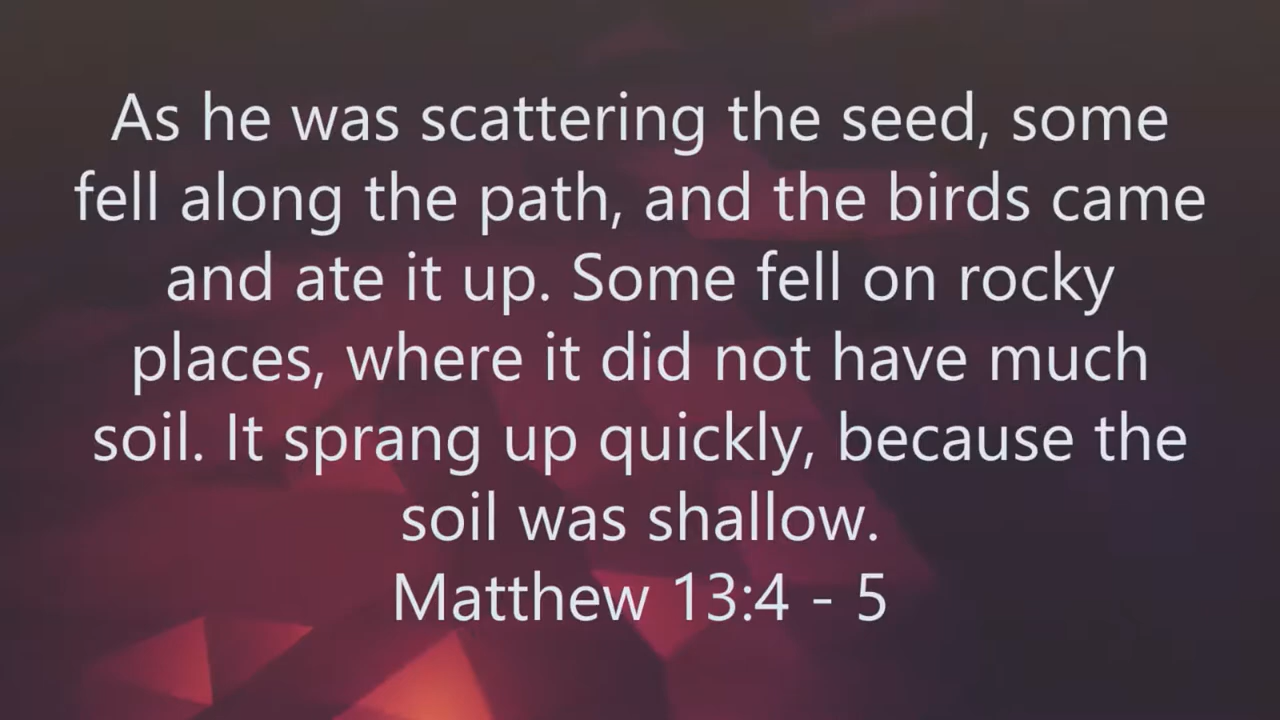 As he was scattering the seed, some
fell along the path, and the birds came
and ate it up. Some fell on rocky
places, where it did not have much
soil. It sprang up quickly, because the
soil was shallow.
Matthew 13:4 - 5